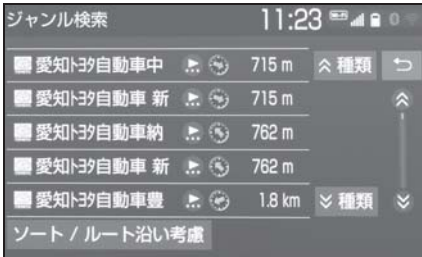 ジャンル検索 11:23 0
愛知トヨタ自動車中 715 m 種類
愛知トヨタ自動車 新 715 m
愛知トヨタ自動車納 762 m
愛知トヨタ自動車 新 762 m
愛知トヨタ自動車豊 1.8 km 種類
ソート / ルート沿い考慮